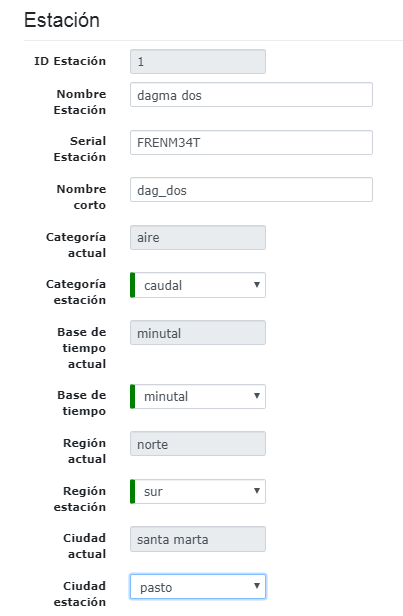 Estación
ID Estación 1
Nombre Estación dagma dos
Serial Estación FRENM34T
Nombre corto dag_dos
Categoría actual aire
Categoría estación caudal
Base de tiempo actual minutal
Base de tiempo minutal
Región actual norte
Región estación sur
Ciudad actual santa marta
Ciudad estación pasto